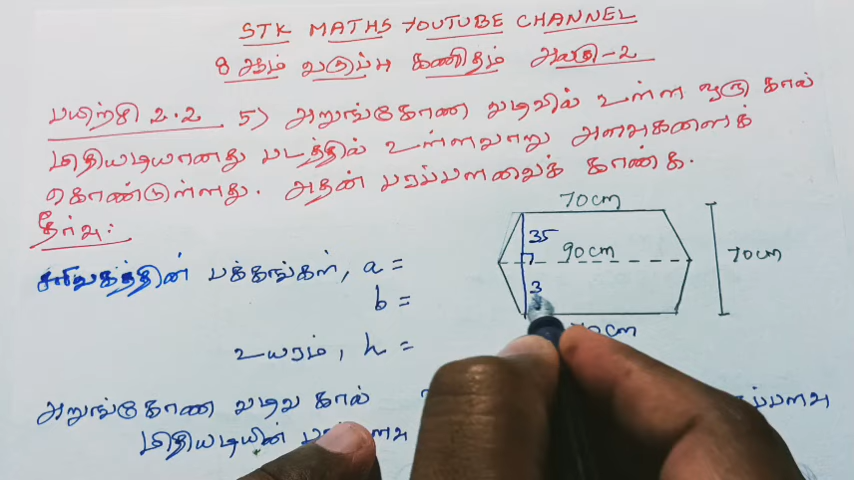 STK MATHS YOUTUBE CHANNEL
8 ஆம் வகுப்பு கணிதம் அலகு-2
பயிற்சி 2.2 5) அறுங்கோண வடிவில் உள்ள ஒரு கால்
மிதியடியானது படத்தில் உள்ளவாறு அளவுகளைக்
கொண்டுள்ளது. அதன் பரப்பளவைக் காண்க.
தீர்வு:
70cm
35
90cm
70cm
3
சரிவகத்தின் பக்கங்கள், a =
b =
உயரம், h =
அறுங்கோண வடிவ கால்
மிதியடியின்